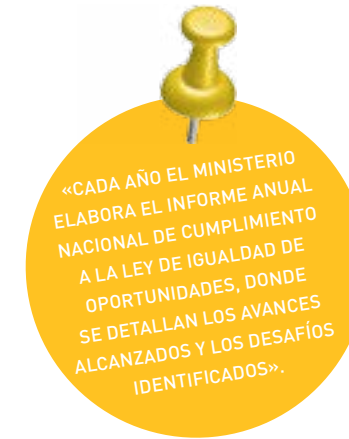 «CADA AÑO EL MINISTERIO
ELABORA EL INFORME ANUAL
NACIONAL DE CUMPLIMIENTO
A LA LEY DE IGUALDAD DE
OPORTUNIDADES, DONDE
SE DETALLAN LOS AVANCES
ALCANZADOS Y LOS DESAFÍOS
IDENTIFICADOS».